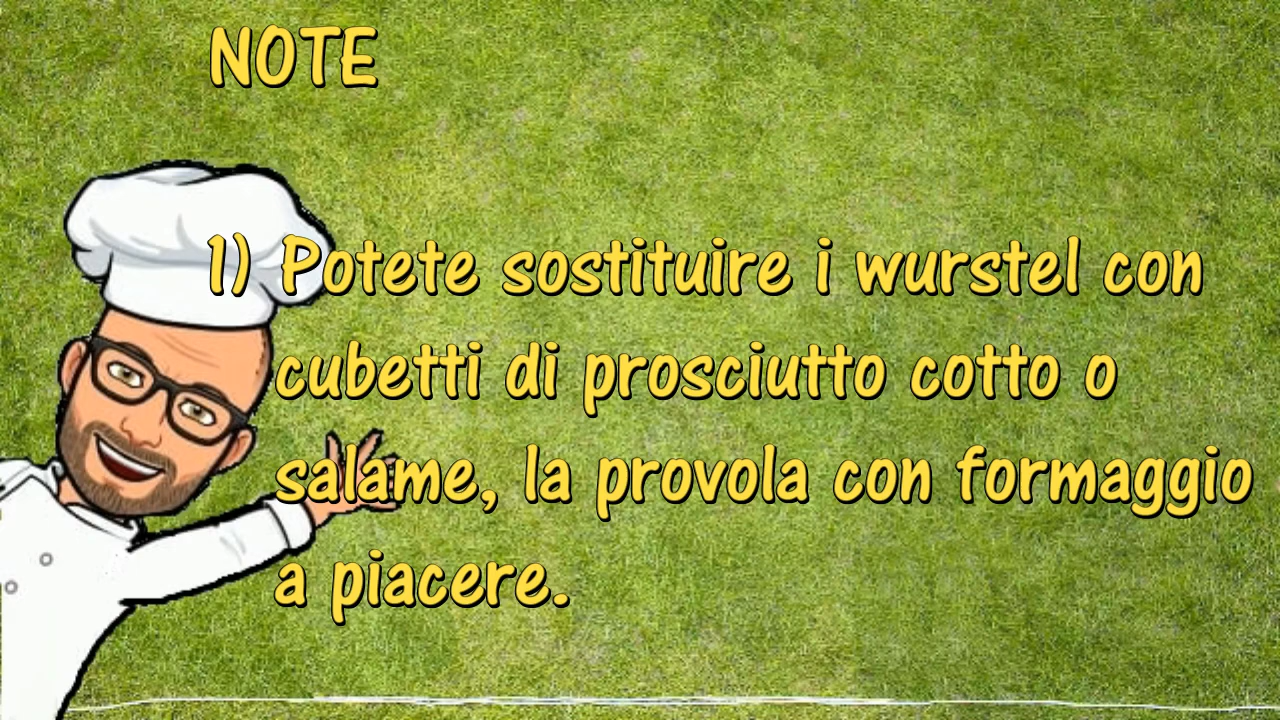 NOTE
1) Potete sostituire i wurstel con
cubetti di prosciutto cotto o
salame, la provola con formaggio
a piacere.